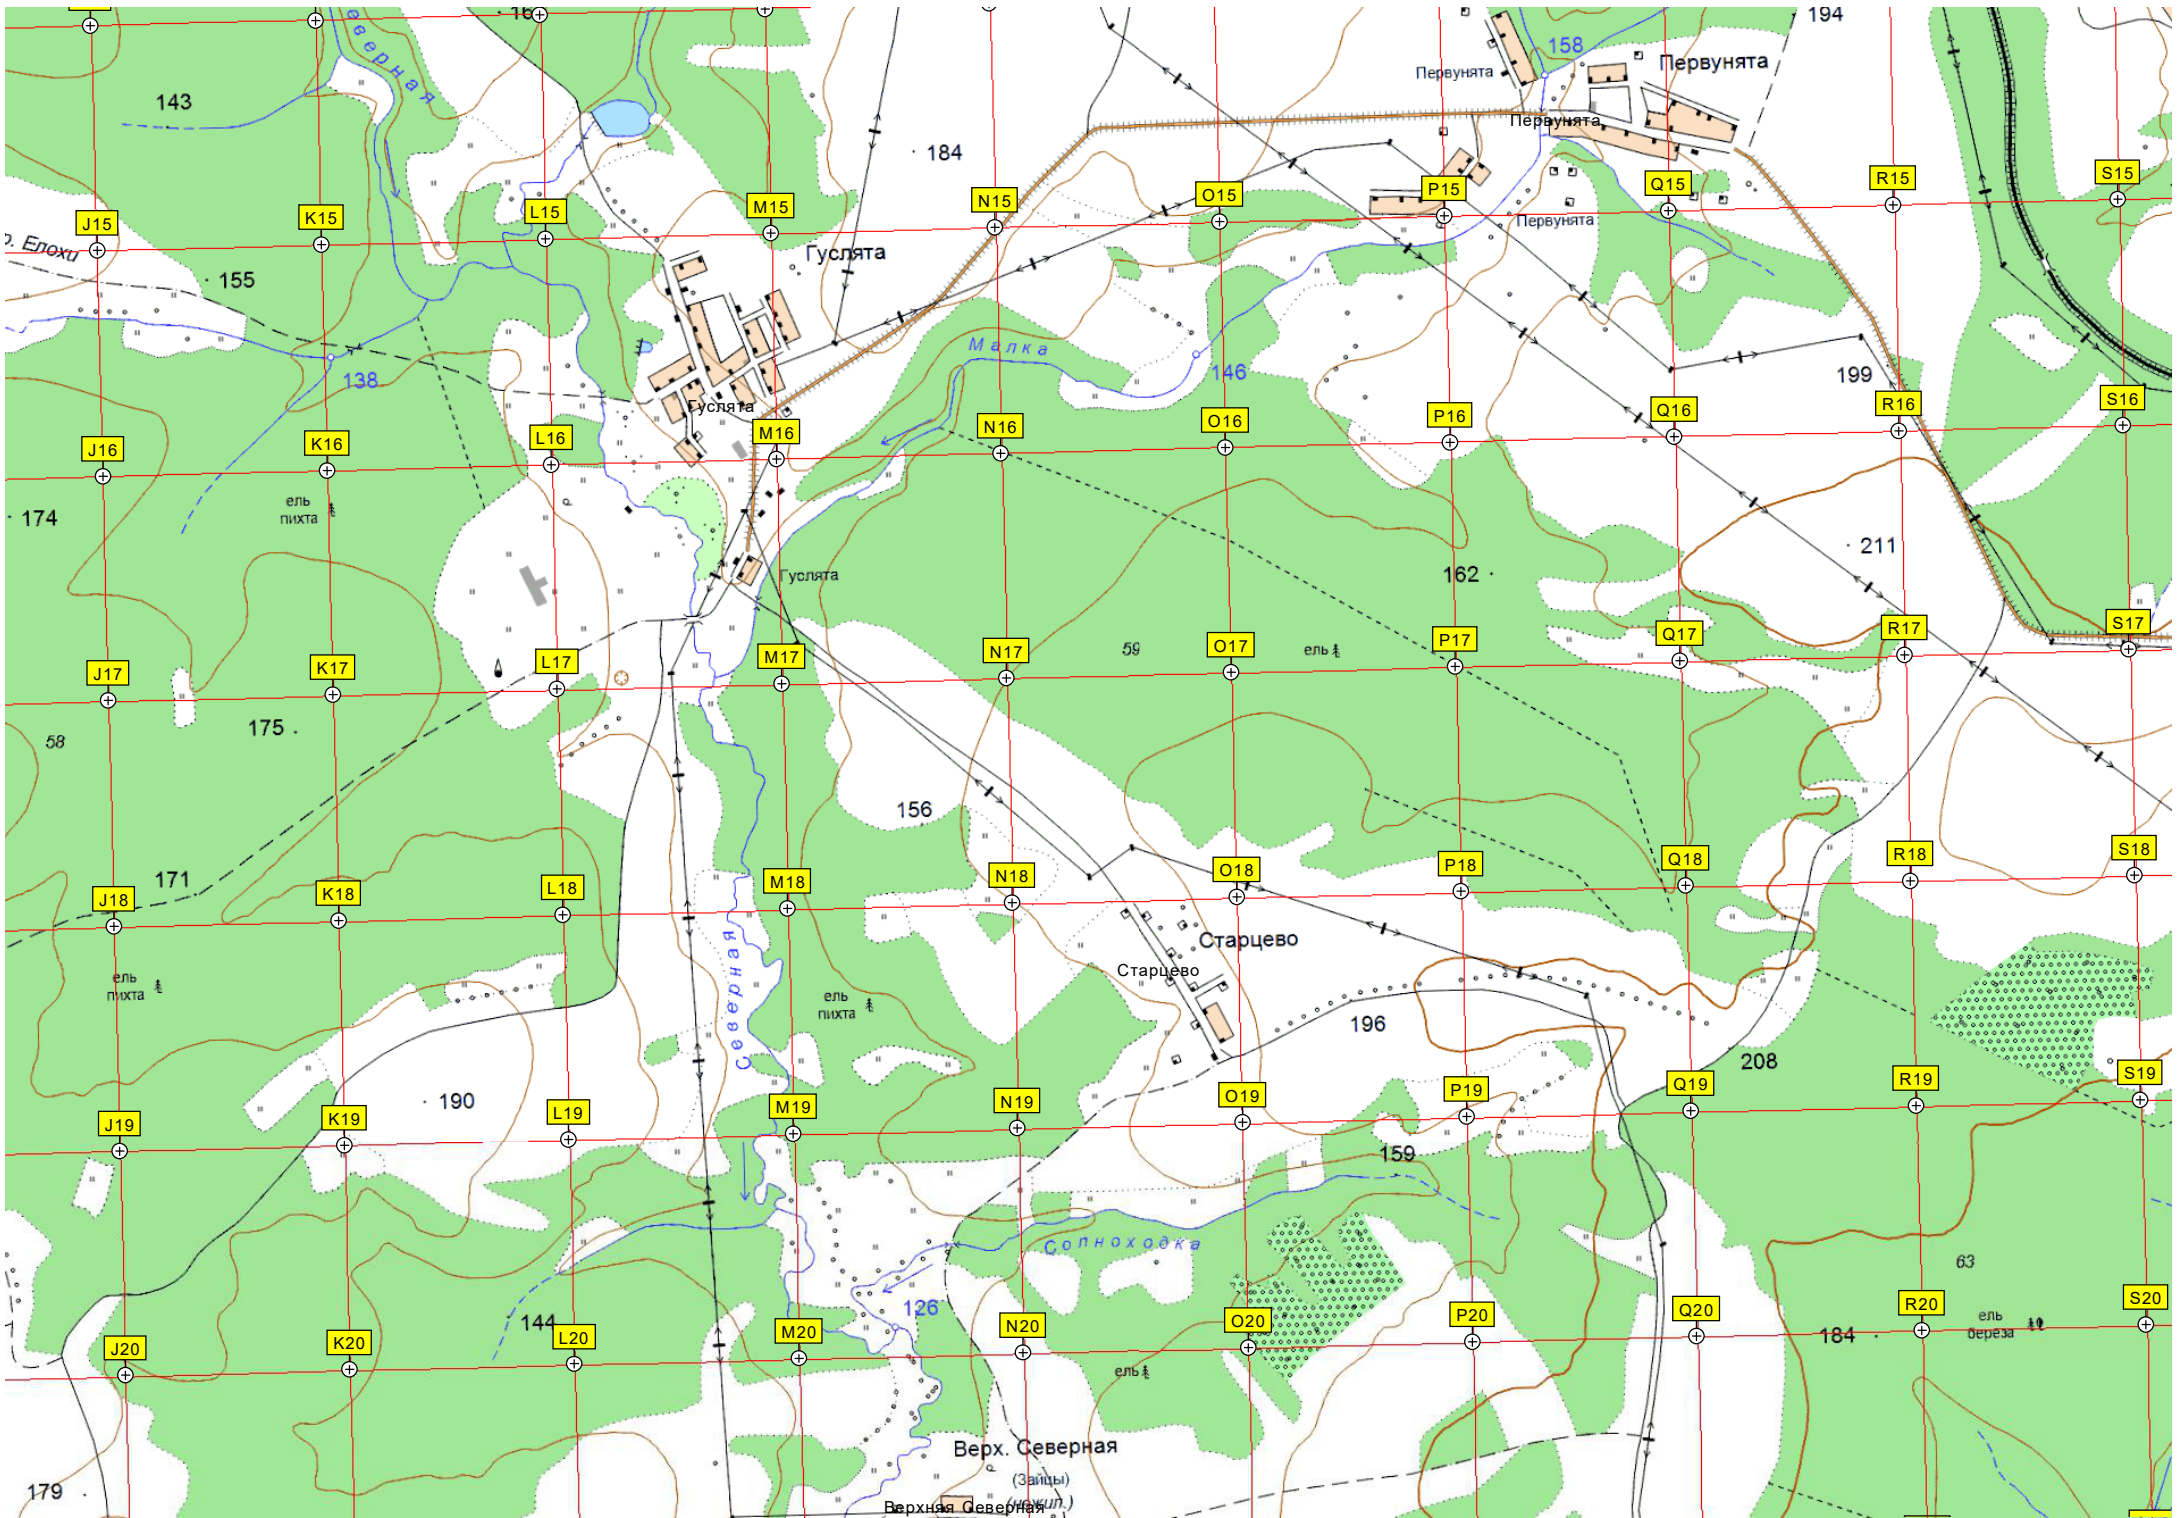 194
158
Первунята
Первунята
143
Северная
Первунята
184
P15
Q15
R15
S15
O15
N15
M15
L15
K15
J15
Первунята
р. Елохи
Гуслята
155
Малка
138
146
199
Гуслята
S16
R16
Q16
P16
O16
N16
M16
L16
K16
J16
ель
пихта
174
211
162
Гуслята
S17
R17
Q17
P17
O17
N17
M17
L17
K17
J17
59
ель
175
58
156
S18
R18
Q18
P18
O18
N18
M18
L18
K18
J18
171
Старцево
Старцево
Северная
ель
пихта
ель
пихта
196
208
S19
R19
Q19
P19
O19
N19
M19
L19
K19
J19
190
159
Солноходка
63
126
144
S20
R20
Q20
P20
O20
N20
M20
L20
K20
J20
184
ель
береза
ель
Верх. Северная
(Зайцы)
(нежил.)
179
Верхняя Северная